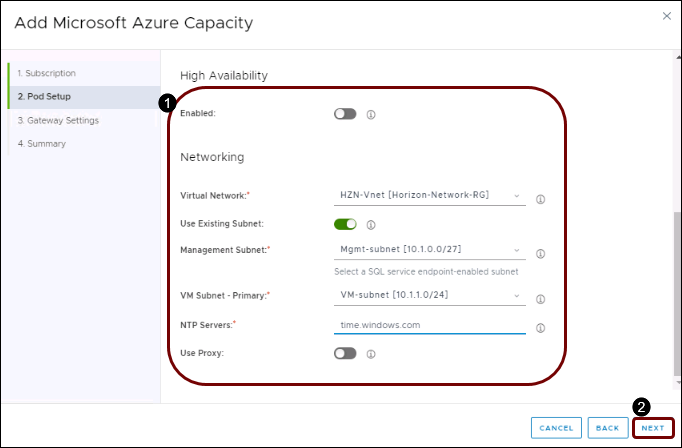 Add Microsoft Azure Capacity
1. Subscription
2. Pod Setup
3. Gateway Settings
4. Summary
High Availability
1
Enabled:
Networking
Virtual Network:* HZN-Vnet [Horizon-Network-RG]
Use Existing Subnet:
Management Subnet:* Mgmt-subnet [10.1.0.0/27]
Select a SQL service endpoint-enabled subnet
VM Subnet - Primary:* VM-subnet [10.1.1.0/24]
NTP Servers:* time.windows.com
Use Proxy:
2
CANCEL BACK NEXT